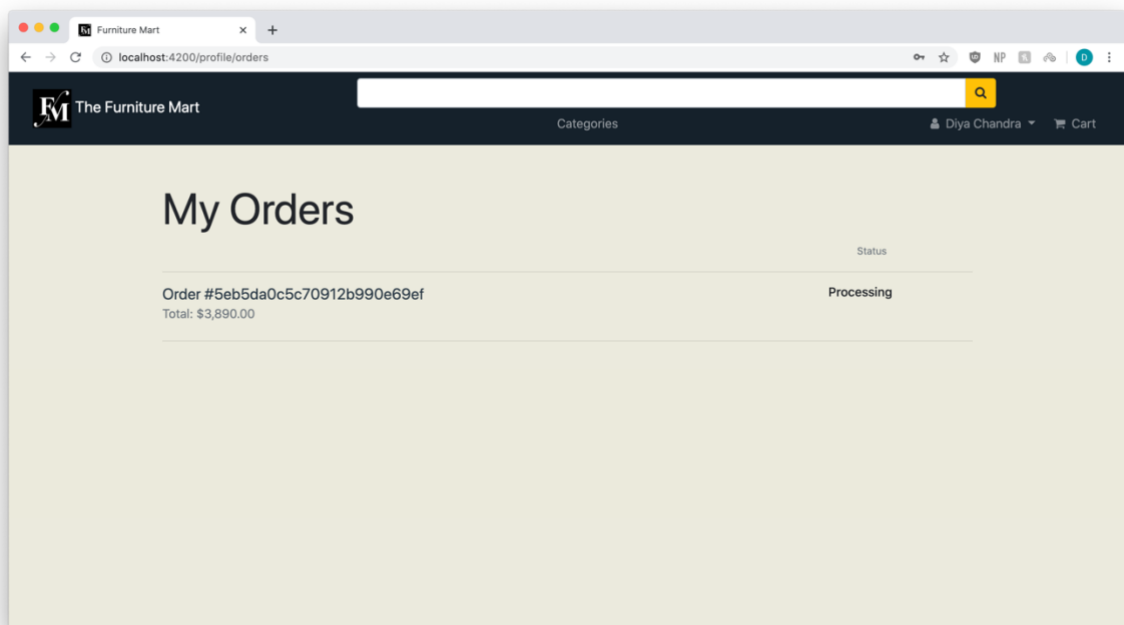 Furniture Mart
localhost:4200/profile/orders
NP
D
FM
The Furniture Mart
Categories
Diya Chandra
Cart
My Orders
Status
Order #5eb5da0c5c70912b990e69ef
Processing
Total: $3,890.00